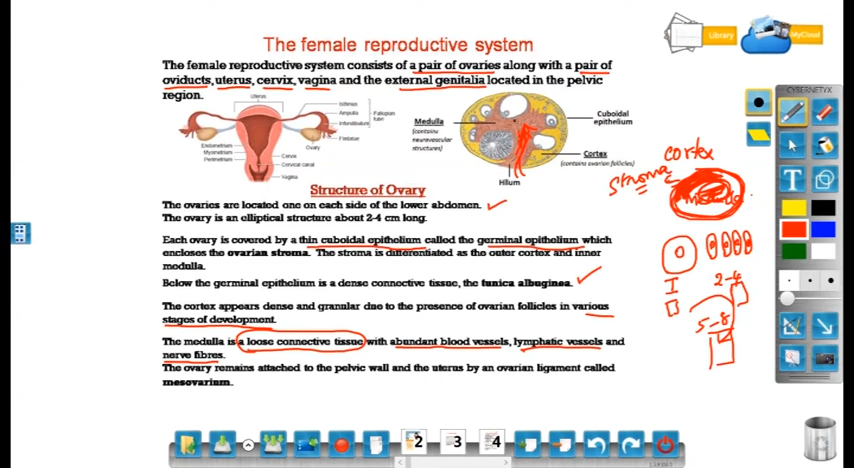 The female reproductive system
The female reproductive system consists of a pair of ovaries along with a pair of
oviducts, uterus, cervix, vagina and the external genitalia located in the pelvic
region.
Uterus
Isthmus
Ampulla
Infundibulum
Fallopian
tube
Fimbriae
Ovary
Endometrium
Myometrium
Perimetrium
Cervix
Cervical canal
Vagina
Medulla
(contains
neurovascular
structures)
Cuboidal
epithelium
Cortex
(contains ovarian follicles)
Hilum
cortex
stroma
Structure of Ovary
The ovaries are located one on each side of the lower abdomen.
The ovary is an elliptical structure about 2-4 cm long.
Each ovary is covered by a thin cuboidal epithelium called the germinal epithelium which
encloses the ovarian stroma. The stroma is differentiated as the outer cortex and inner
medulla.
Below the germinal epithelium is a dense connective tissue, the tunica albuginea.
The cortex appears dense and granular due to the presence of ovarian follicles in various
stages of development.
The medulla is a loose connective tissue with abundant blood vessels, lymphatic vessels and
nerve fibres.
The ovary remains attached to the pelvic wall and the uterus by an ovarian ligament called
mesovarium.
I
2-4
5-8
Library
MyCloud
CYBERNETYX
T
2
3
4